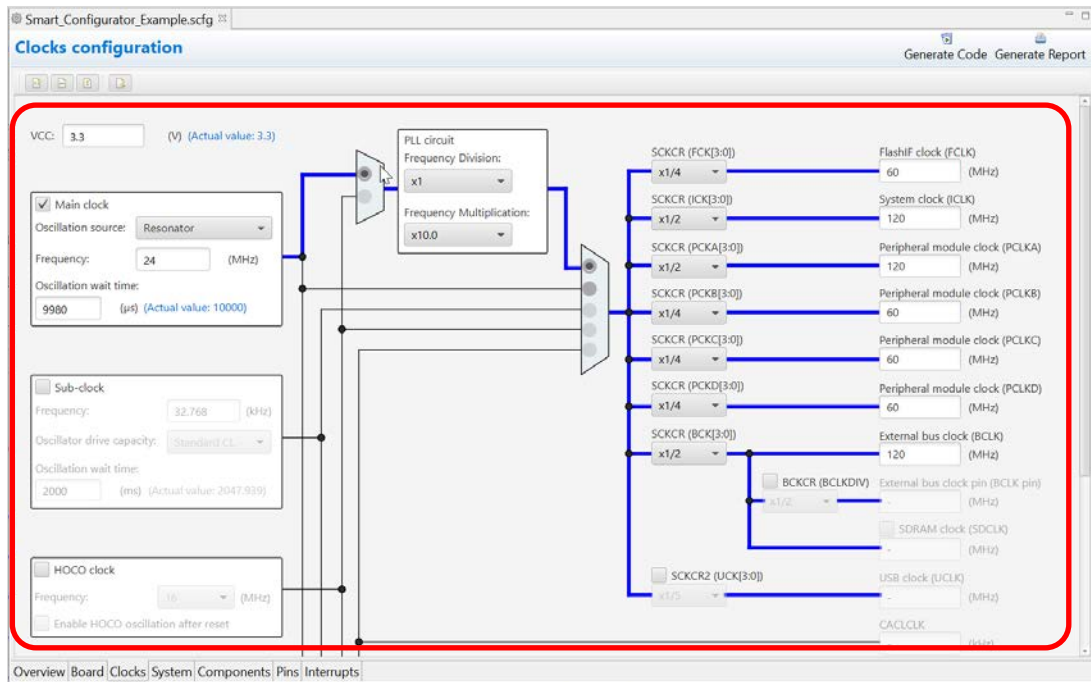 Smart_Configurator_Example.scfg
Clocks configuration
Generate Code Generate Report
VCC: 3.3 (V) (Actual value: 3.3)
Main clock
Oscillation source: Resonator
Frequency: 24 (MHz)
Oscillation wait time:
9980 (μs) (Actual value: 10000)
Sub-clock
Frequency: 32.768 (kHz)
Oscillator drive capacity: Standard CL...
Oscillation wait time:
2000 (ms) (Actual value: 2047.939)
HOCO clock
Frequency: 16 (MHz)
Enable HOCO oscillation after reset
PLL circuit
Frequency Division:
x1
Frequency Multiplication:
x10.0
SCKCR (FCK[3:0]) FlashIF clock (FCLK)
x1/4 60 (MHz)
SCKCR (ICK[3:0]) System clock (ICLK)
x1/2 120 (MHz)
SCKCR (PCKA[3:0]) Peripheral module clock (PCLKA)
x1/2 120 (MHz)
SCKCR (PCKB[3:0]) Peripheral module clock (PCLKB)
x1/4 60 (MHz)
SCKCR (PCKC[3:0]) Peripheral module clock (PCLKC)
x1/4 60 (MHz)
SCKCR (PCKD[3:0]) Peripheral module clock (PCLKD)
x1/4 60 (MHz)
SCKCR (BCK[3:0]) External bus clock (BCLK)
x1/2 120 (MHz)
BCKCR (BCLKDIV) External bus clock pin (BCLK pin)
x1/2 - (MHz)
SDRAM clock (SDCLK)
- (MHz)
SCKCR2 (UCK[3:0]) USB clock (UCLK)
x1/5 - (MHz)
CACLCLK
- (kHz)
Overview Board Clocks System Components Pins Interrupts